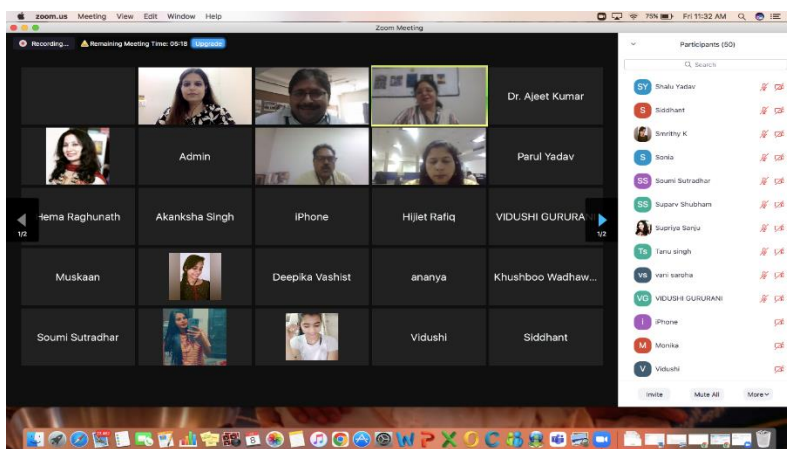 zoom.us Meeting View Edit Window Help 75% Fri 11:32 AM
Zoom Meeting
Recording... Remaining Meeting Time: 05:18 Upgrade
Dr. Ajeet Kumar
Admin Parul Yadav
Hema Raghunath Akanksha Singh iPhone Hijiet Rafiq VIDUSHI GURURA
1/2 1/2
Muskaan Deepika Vashist ananya Khushboo Wadhaw...
Soumi Sutradhar Vidushi Siddhant
Participants (50)
Search
SY Shalu Yadav
S Siddhant
Smrithy K
S Sonia
SS Soumi Sutradhar
SS Suparv Shubham
Supriya Sanju
Ts Tanu singh
vs vani saroha
VG VIDUSHI GURURANI
I iPhone
M Monika
V Vidushi
Invite Mute All More